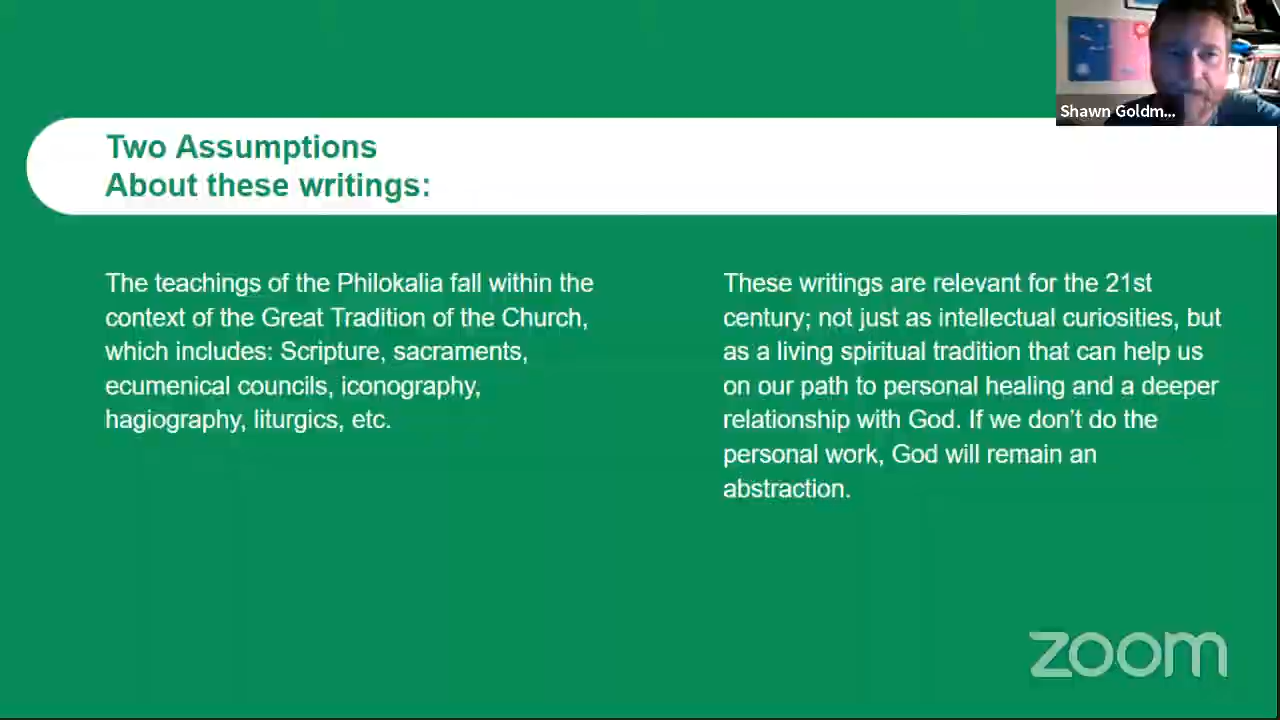 Shawn Goldm...
Two Assumptions
About these writings:
The teachings of the Philokalia fall within the
context of the Great Tradition of the Church,
which includes: Scripture, sacraments,
ecumenical councils, iconography,
hagiography, liturgics, etc.
These writings are relevant for the 21st
century; not just as intellectual curiosities, but
as a living spiritual tradition that can help us
on our path to personal healing and a deeper
relationship with God. If we don’t do the
personal work, God will remain an
abstraction.
zoom